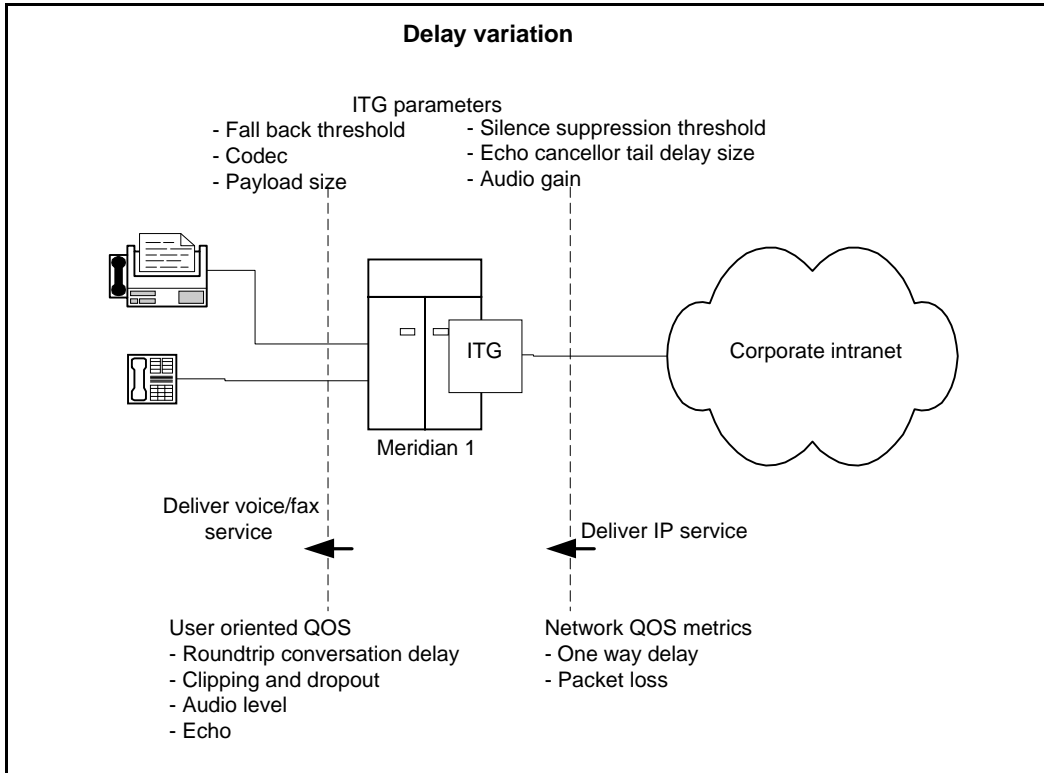 Delay variation
ITG parameters
- Fall back threshold
- Codec
- Payload size
- Silence suppression threshold
- Echo cancellor tail delay size
- Audio gain
ITG
Corporate intranet
Meridian 1
Deliver voice/fax
service
Deliver IP service
User oriented QOS
- Roundtrip conversation delay
- Clipping and dropout
- Audio level
- Echo
Network QOS metrics
- One way delay
- Packet loss